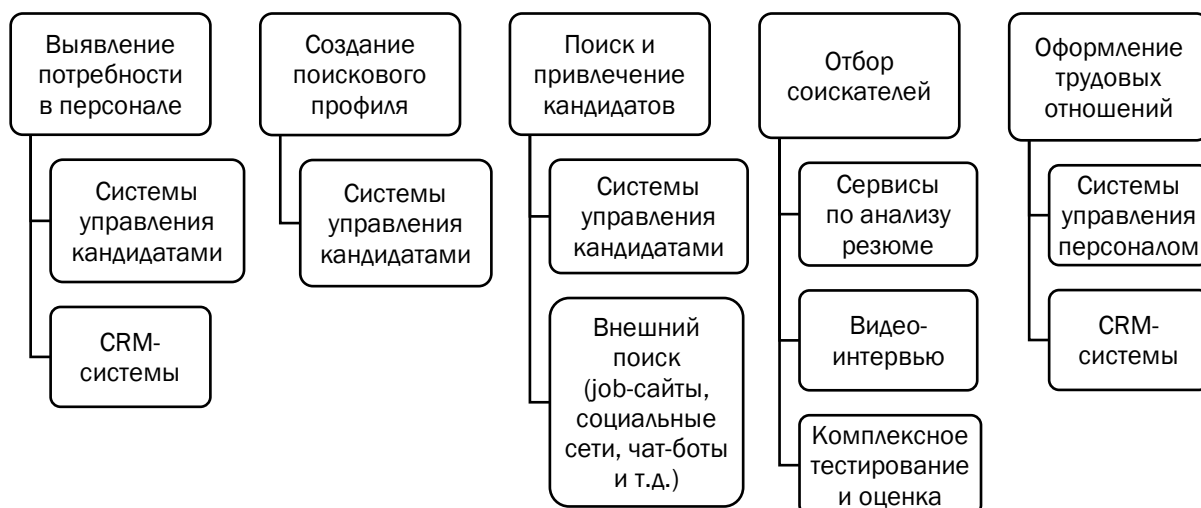 Выявление
потребности
в персонале
Системы
управления
кандидатами
CRM-
системы
Создание
поискового
профиля
Системы
управления
кандидатами
Поиск и
привлечение
кандидатов
Системы
управления
кандидатами
Внешний
поиск
(job-сайты,
социальные
сети, чат-боты
и т.д.)
Отбор
соискателей
Сервисы
по анализу
резюме
Видео-
интервью
Комплексное
тестирование
и оценка
Оформление
трудовых
отношений
Системы
управления
персоналом
CRM-
системы